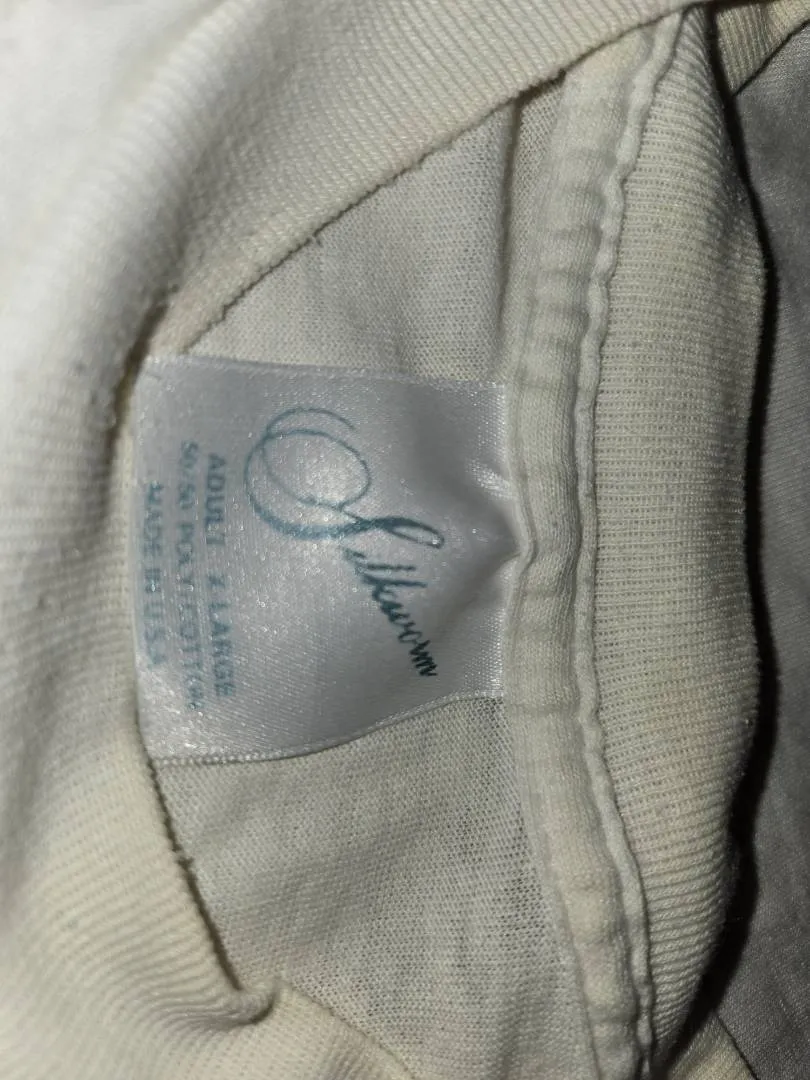 Silkworm
ADULT X LARGE
50/50 POLY COTTON
MADE IN U.S.A.